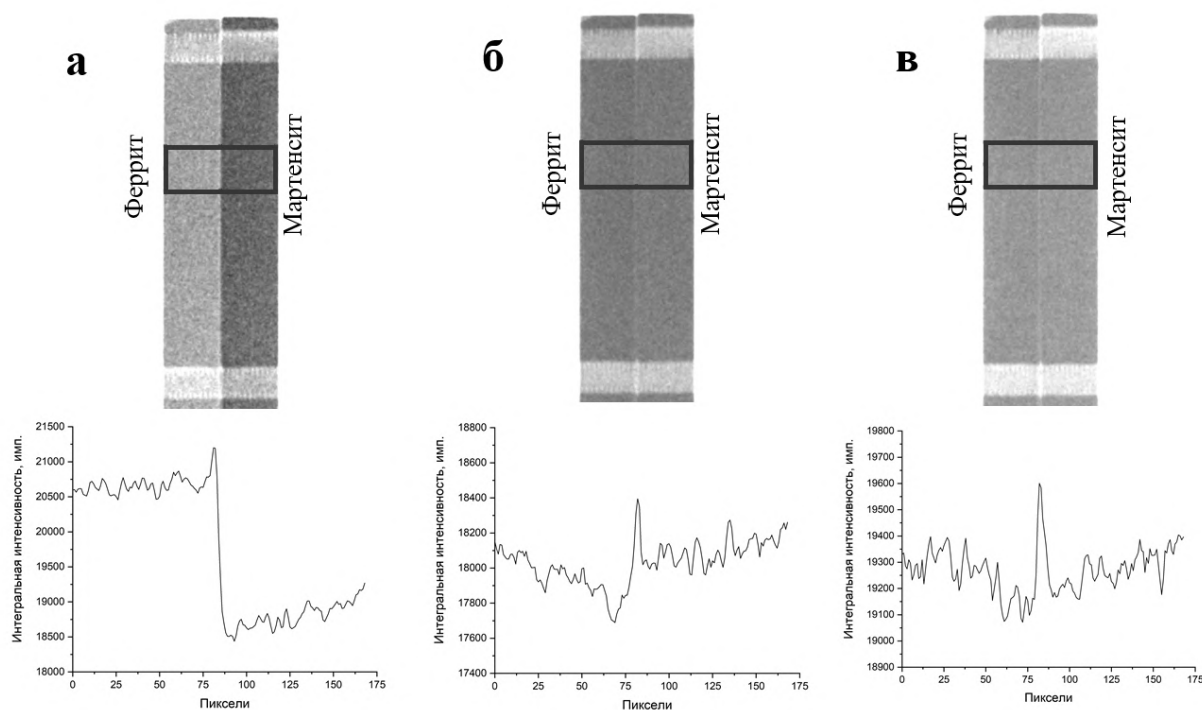 а
Феррит
Мартенсит
б
Феррит
Мартенсит
в
Феррит
Мартенсит
Интегральная интенсивность, имп.
21500
21000
20500
20000
19500
19000
18500
18000
0 25 50 75 100 125 150 175
Пиксели
Интегральная интенсивность, имп.
18800
18600
18400
18200
18000
17800
17600
17400
0 25 50 75 100 125 150 175
Пиксели
Интегральная интенсивность, имп.
19800
19700
19600
19500
19400
19300
19200
19100
19000
18900
0 25 50 75 100 125 150 175
Пиксели